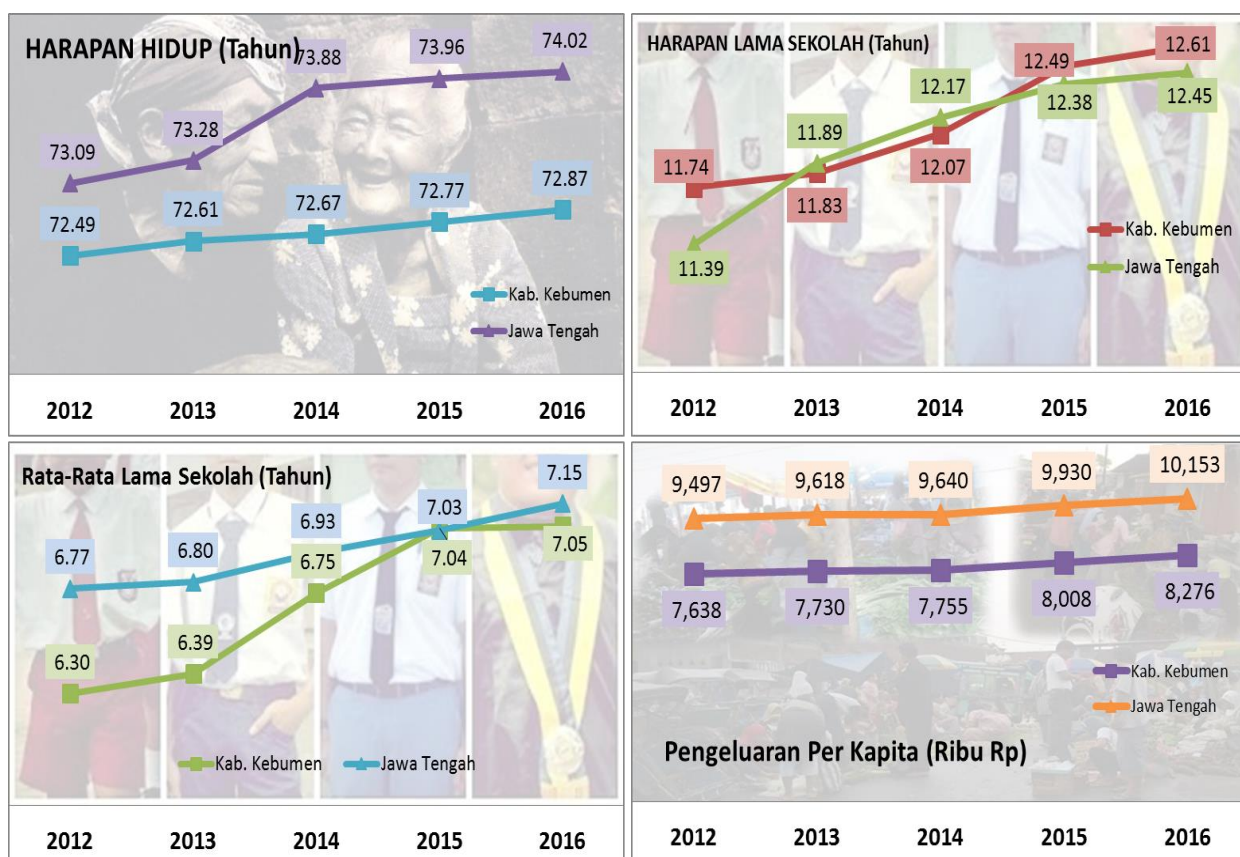 HARAPAN HIDUP (Tahun)
73.09 73.28 73.88 73.96 74.02
72.49 72.61 72.67 72.77 72.87
Kab. Kebumen
Jawa Tengah
2012 2013 2014 2015 2016
HARAPAN LAMA SEKOLAH (Tahun)
11.74 11.83 12.07 12.49 12.61
11.39 11.89 12.17 12.38 12.45
Kab. Kebumen
Jawa Tengah
2012 2013 2014 2015 2016
Rata-Rata Lama Sekolah (Tahun)
6.77 6.80 6.93 7.03 7.15
6.30 6.39 6.75 7.04 7.05
Kab. Kebumen Jawa Tengah
2012 2013 2014 2015 2016
9,497 9,618 9,640 9,930 10,153
7,638 7,730 7,755 8,008 8,276
Kab. Kebumen
Jawa Tengah
Pengeluaran Per Kapita (Ribu Rp)
2012 2013 2014 2015 2016